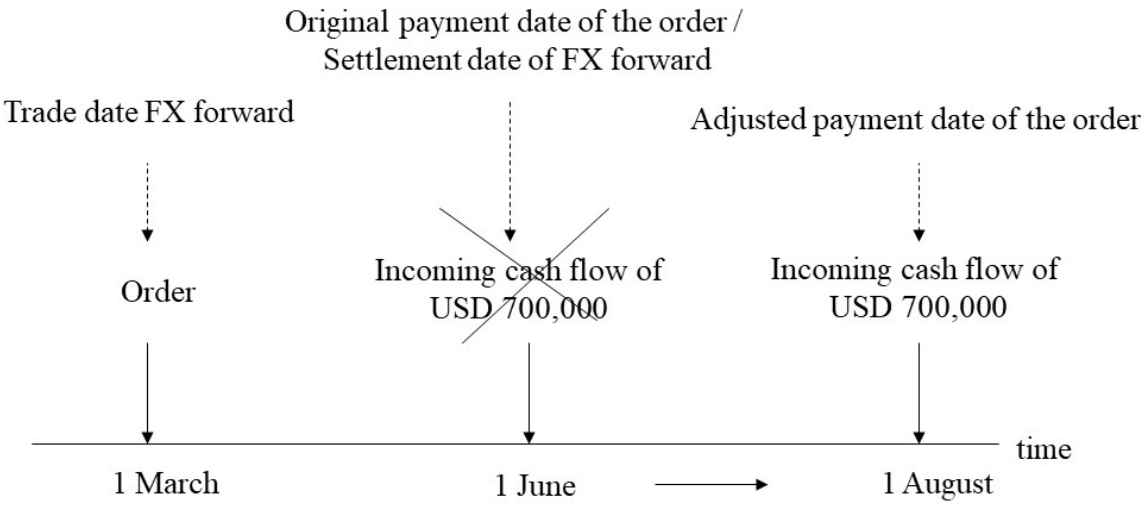 Original payment date of the order /
Settlement date of FX forward
Trade date FX forward
Adjusted payment date of the order
Order
Incoming cash flow of
USD 700,000
Incoming cash flow of
USD 700,000
time
1 March
1 June
1 August